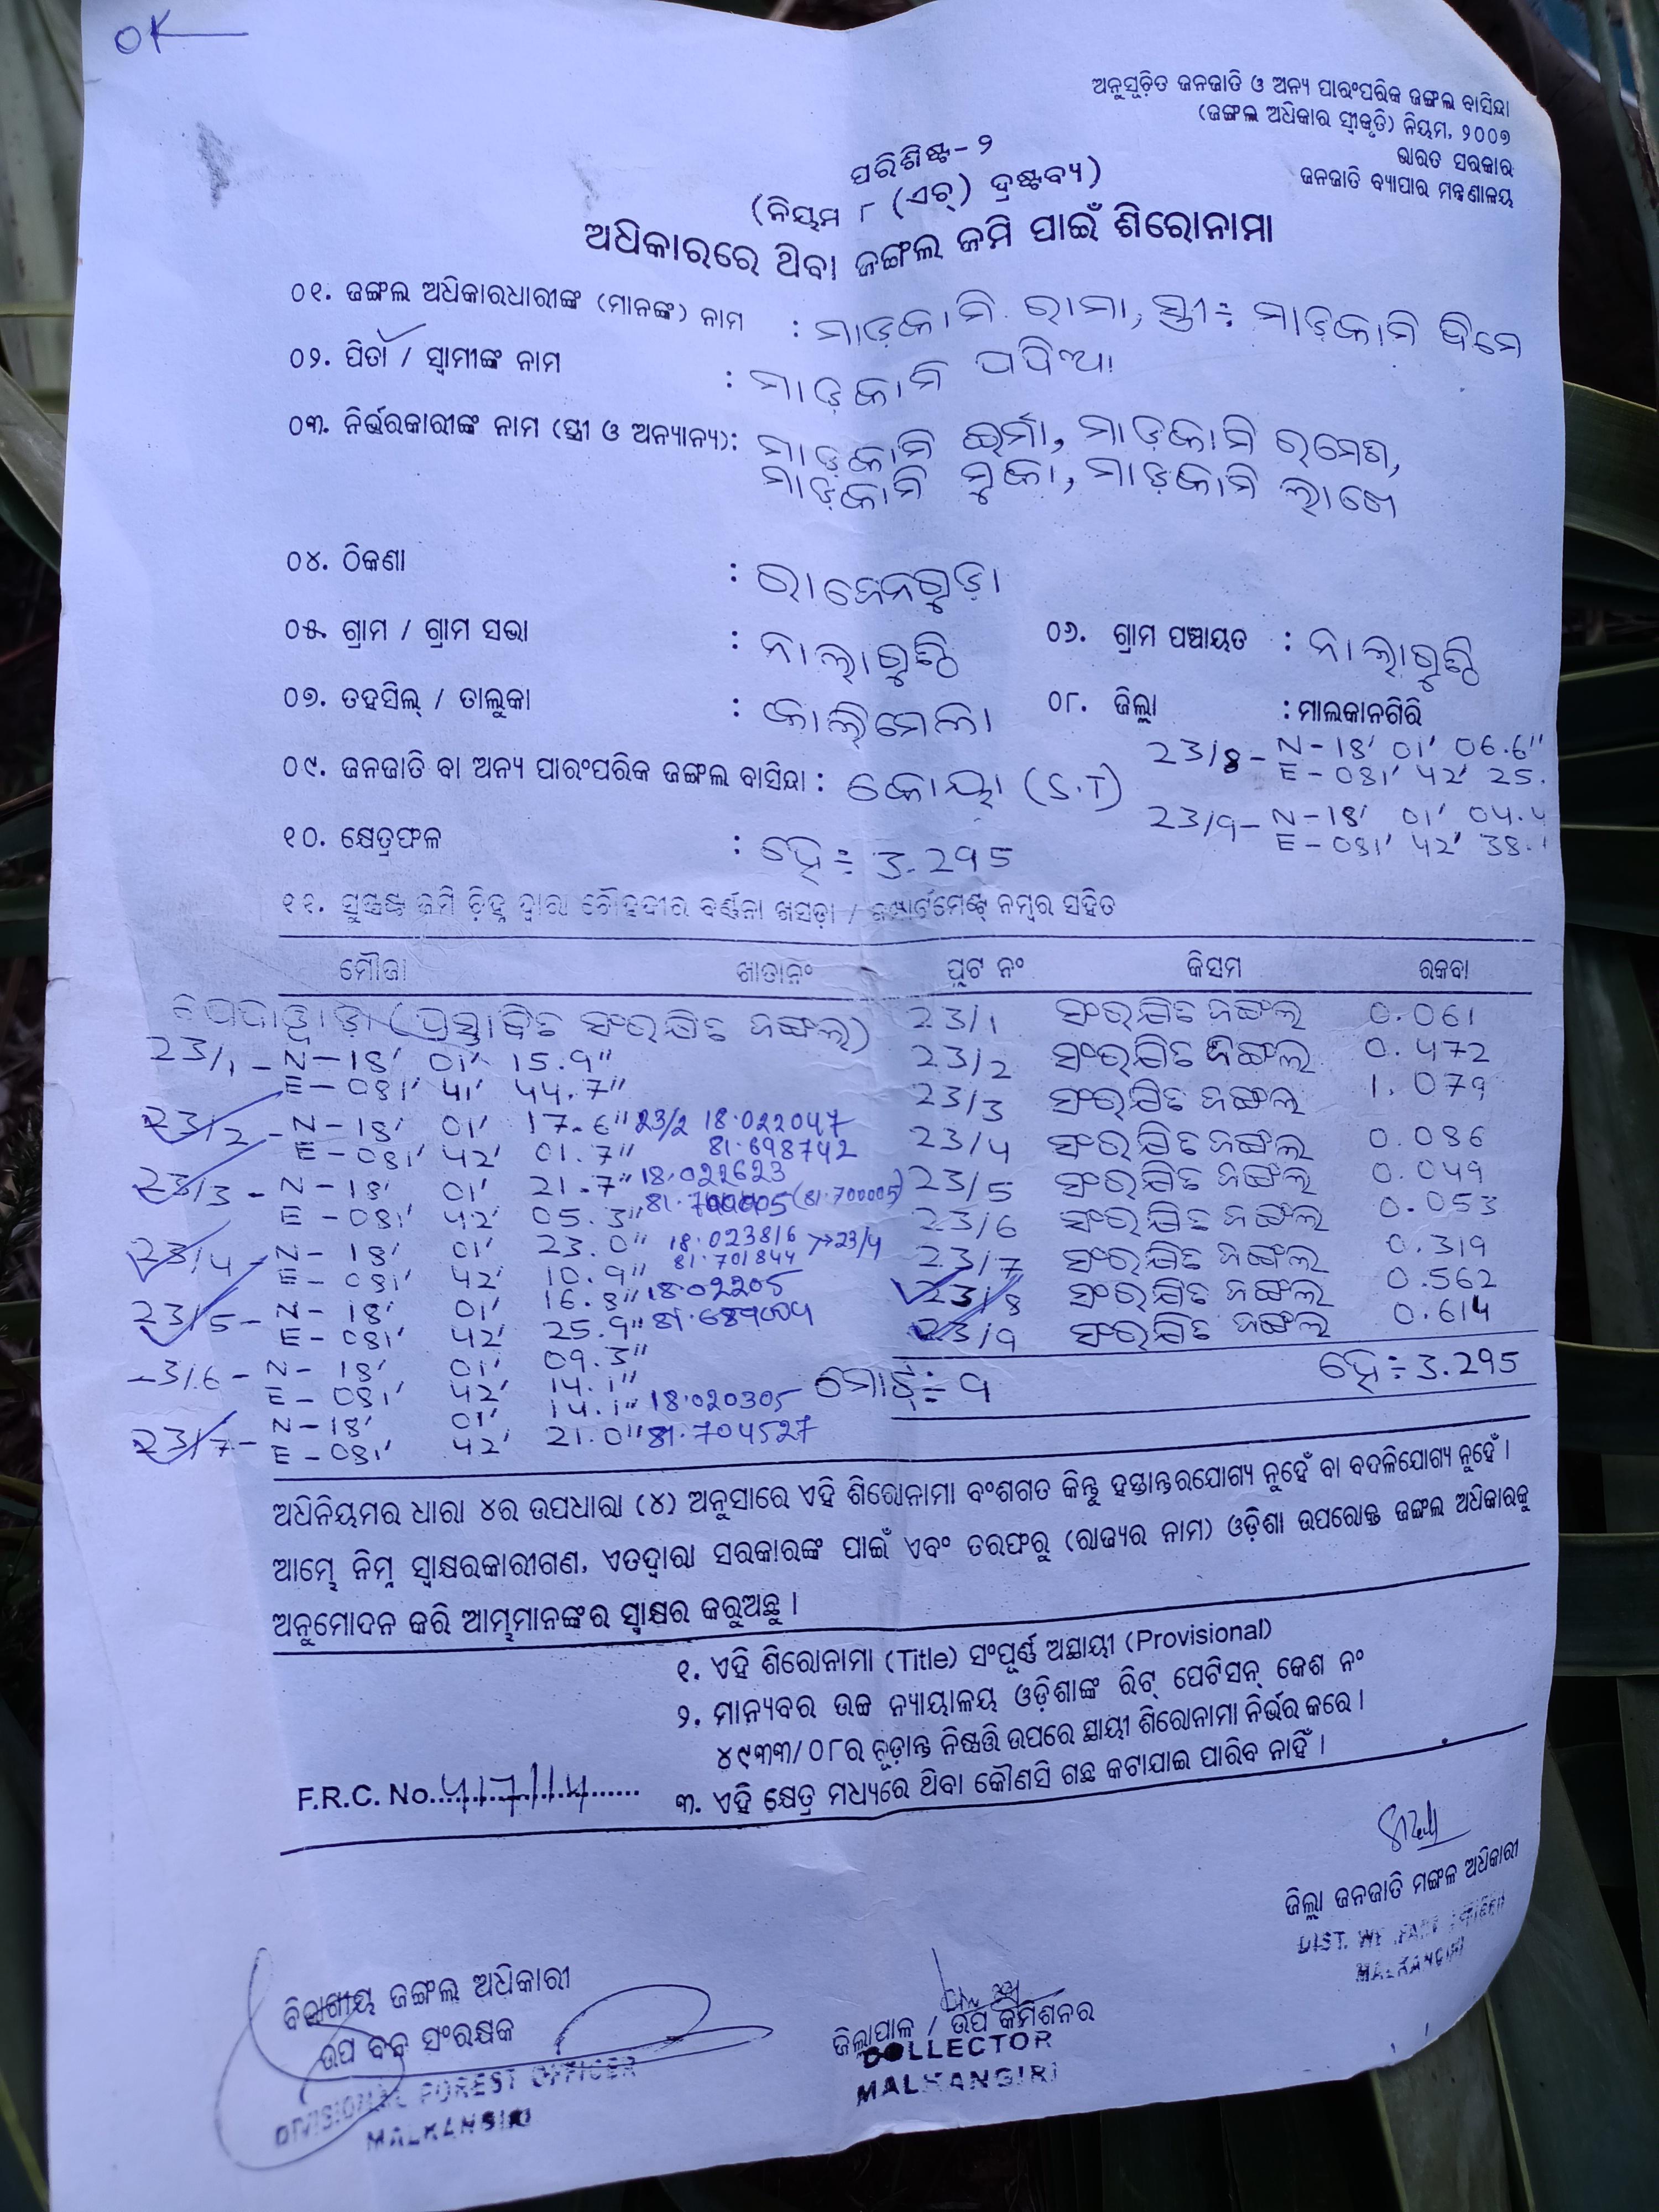 OK
ଅନୁସୂଚିତ ଜନଜାତି ଓ ଅନ୍ୟ ପାରଂପରିକ ଜଙ୍ଗଲ ବାସିନ୍ଦା
(ଜଙ୍ଗଲ ଅଧିକାର ସ୍ୱୀକୃତି) ନିୟମ, ୨୦୦୭
ଭାରତ ସରକାର
ଜନଜାତି ବ୍ୟାପାର ମନ୍ତ୍ରଣାଳୟ
ପରିଶିଷ୍ଟ- ୨
(ନିୟମ ୮ (ଏଚ୍) ଦ୍ରଷ୍ଟବ୍ୟ)
ଅଧିକାରରେ ଥିବା ଜଙ୍ଗଲ ଜମି ପାଇଁ ଶିରୋନାମା
୦୧. ଜଙ୍ଗଲ ଅଧିକାରଧାରୀଙ୍କ (ମାନଙ୍କ) ନାମ : ମାଡ଼କାମି ରାମା, ସ୍ତ୍ରୀ÷ ମାଡ଼କାମି
୦୨. ପିତା / ସ୍ୱାମୀଙ୍କ ନାମ : ମାଡ଼କାମି
୦୩. ନିର୍ଭରକାରୀଙ୍କ ନାମ (ସ୍ତ୍ରୀ ଓ ଅନ୍ୟାନ୍ୟ): ମାଡ଼କାମି ଇର୍ମା, ମାଡ଼କାମି ରମେଶ,
ମାଡ଼କାମି ମୁକା, ମାଡ଼କାମି
୦୪. ଠିକଣା :
୦୫. ଗ୍ରାମ / ଗ୍ରାମ ସଭା : ନାଲାଗୁଣ୍ଠି ୦୬. ଗ୍ରାମ ପଞ୍ଚାୟତ : ନାଲାଗୁଣ୍ଠି
୦୭. ତହସିଲ୍ / ତାଲୁକା : କାଲିମେଳା ୦୮. ଜିଲ୍ଲା : ମାଲକାନଗିରି
23/8 - N-18' 01' 06.6"
E-081' 42' 25.
୦୯. ଜନଜାତି ବା ଅନ୍ୟ ପାରଂପରିକ ଜଙ୍ଗଲ ବାସିନ୍ଦା : କୋୟା (S.T)
23/9- N-18' 01' 04.4
E-081' 42' 38.
୧୦. କ୍ଷେତ୍ରଫଳ : ହେ÷ 3.295
୧୧. ସୁସ୍ପଷ୍ଟ ଜମି ଚିହ୍ନ ଦ୍ୱାରା ଚୌହଦୀର ବର୍ଣ୍ଣନା ଖସଡ଼ା / କମ୍ପାର୍ଟମେଣ୍ଟ୍ ନମ୍ବର ସହିତ
ମୌଜା ଖାତାନଂ ପ୍ଲଟ ନଂ କିସମ ରକବା
(ପ୍ରସ୍ତାବିତ ସଂରକ୍ଷିତ ଜଙ୍ଗଲ) 23/1 ସଂରକ୍ଷିତ ଜଙ୍ଗଲ 0.061
23/2 ସଂରକ୍ଷିତ ଜଙ୍ଗଲ 0.472
23/3 ସଂରକ୍ଷିତ ଜଙ୍ଗଲ 1.079
23/4 ସଂରକ୍ଷିତ ଜଙ୍ଗଲ 0.086
23/5 ସଂରକ୍ଷିତ ଜଙ୍ଗଲ 0.049
23/6 ସଂରକ୍ଷିତ ଜଙ୍ଗଲ 0.053
23/7 ସଂରକ୍ଷିତ ଜଙ୍ଗଲ 0.319
23/8 ସଂରକ୍ଷିତ ଜଙ୍ଗଲ 0.562
23/9 ସଂରକ୍ଷିତ ଜଙ୍ଗଲ 0.614
ମୋଟ୍÷ 9 ହେ÷ 3.295
23/1 - N-18' 01' 15.9"
E-081' 41' 44.7"
23/2 - N-18' 01' 17.6" 23/2 18.022047
E-081' 42' 01.7" 81.698742
23/3 - N-18' 01' 21.7" 18.022623
E-081' 42' 05.3" (81.700005)
23/4 - N-18' 01' 23.0" 18.023816 →23/4
E-081' 42' 10.9" 81.701844
23/5 - N-18' 01' 16.8" 18.02205
E-081' 42' 25.9"
3/6 - N-18' 01' 09.3"
E-081' 42' 14.1"
23/7 - N-18' 01' 14.1" 18.020305
E-081' 42' 21.0" 81.704527
ଅଧିନିୟମର ଧାରା ୪ର ଉପଧାରା (୪) ଅନୁସାରେ ଏହି ଶିରୋନାମା ବଂଶଗତ କିନ୍ତୁ ହସ୍ତାନ୍ତରଯୋଗ୍ୟ ନୁହେଁ ବା ବଦଳିଯୋଗ୍ୟ ନୁହେଁ ।
ଆମ୍ଭେ ନିମ୍ନ ସ୍ୱାକ୍ଷରକାରୀଗଣ, ଏତଦ୍ୱାରା ସରକାରଙ୍କ ପାଇଁ ଏବଂ ତରଫରୁ (ରାଜ୍ୟର ନାମ) ଓଡ଼ିଶା ଉପରୋକ୍ତ ଜଙ୍ଗଲ ଅଧିକାରକୁ
ଅନୁମୋଦନ କରି ଆମ୍ଭମାନଙ୍କର ସ୍ୱାକ୍ଷର କରୁଅଛୁ ।
୧. ଏହି ଶିରୋନାମା (Title) ସଂପୂର୍ଣ୍ଣ ଅସ୍ଥାୟୀ (Provisional)
୨. ମାନ୍ୟବର ଉଚ୍ଚ ନ୍ୟାୟାଳୟ ଓଡ଼ିଶାଙ୍କ ରିଟ୍ ପେଟିସନ୍ କେଶ ନଂ
୪୯୩୩/୦୮ର ଚୂଡ଼ାନ୍ତ ନିଷ୍ପତ୍ତି ଉପରେ ସ୍ଥାୟୀ ଶିରୋନାମା ନିର୍ଭର କରେ ।
୩. ଏହି କ୍ଷେତ୍ର ମଧ୍ୟରେ ଥିବା କୌଣସି ଗଛ କଟାଯାଇ ପାରିବ ନାହିଁ ।
F.R.C. No.
ଜିଲ୍ଲା ଜନଜାତି ମଙ୍ଗଳ ଅଧିକାରୀ
DIST. WELFARE OFFICER
MALKANGIRI
ବିଭାଗୀୟ ଜଙ୍ଗଲ ଅଧିକାରୀ
ଉପ ବନ ସଂରକ୍ଷକ
DIVISIONAL FOREST OFFICER
MALKANGIRI
ଜିଲ୍ଲାପାଳ / ଉପ କମିଶନର
COLLECTOR
MALKANGIRI